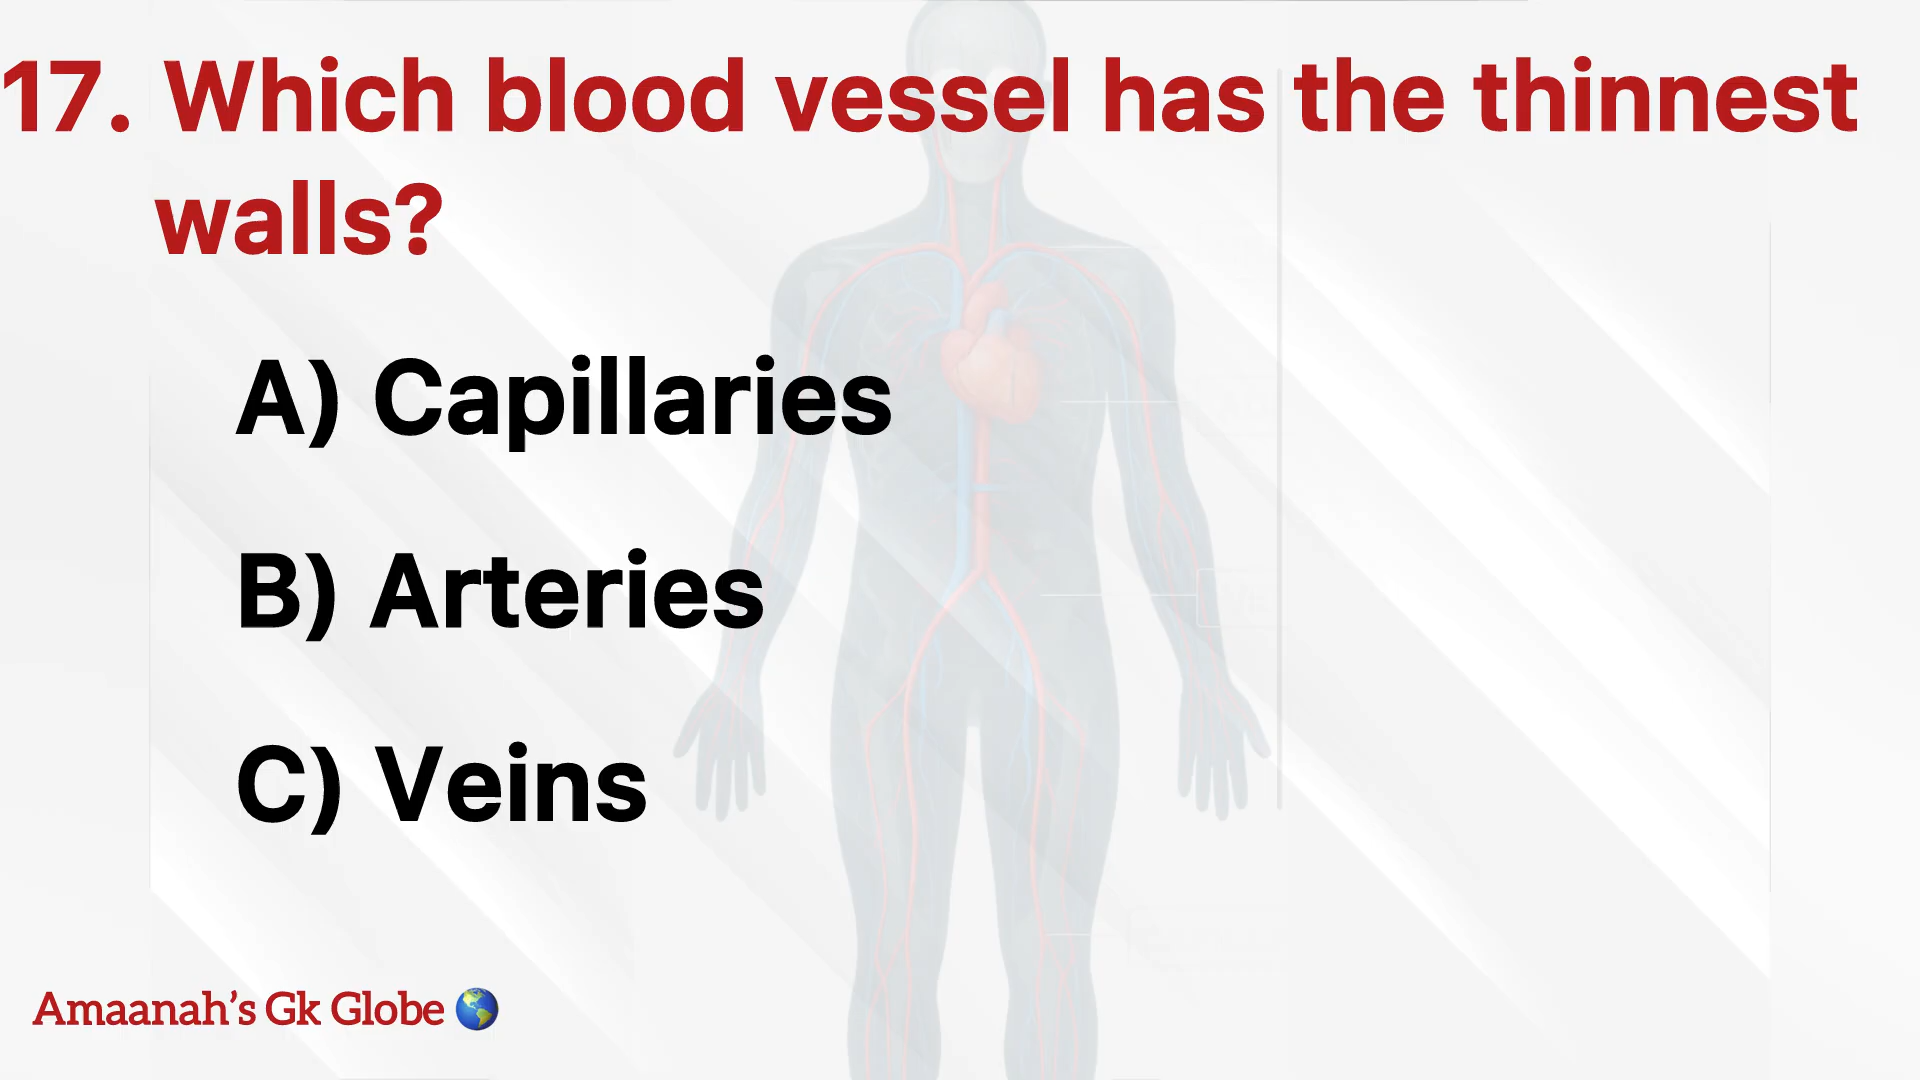 17. Which blood vessel has the thinnest
walls?
A) Capillaries
B) Arteries
C) Veins
Amaanah’s Gk Globe